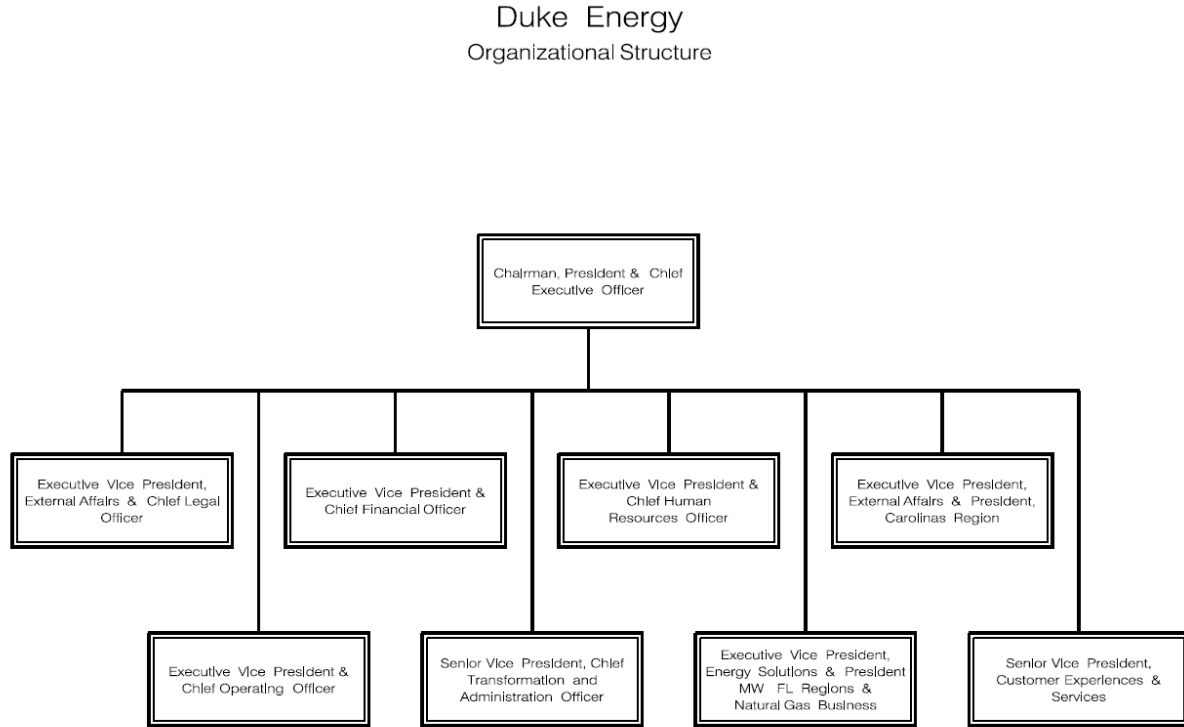 Duke Energy
Organizational Structure
Chairman, President & Chief
Executive Officer
Executive Vice President,
External Affairs & Chief Legal
Officer
Executive Vice President &
Chief Financial Officer
Executive Vice President &
Chief Human
Resources Officer
Executive Vice President,
External Affairs & President,
Carolinas Region
Executive Vice President &
Chief Operating Officer
Senior Vice President, Chief
Transformation and
Administration Officer
Executive Vice President,
Energy Solutions & President
MW FL Regions &
Natural Gas Business
Senior Vice President,
Customer Experiences &
Services